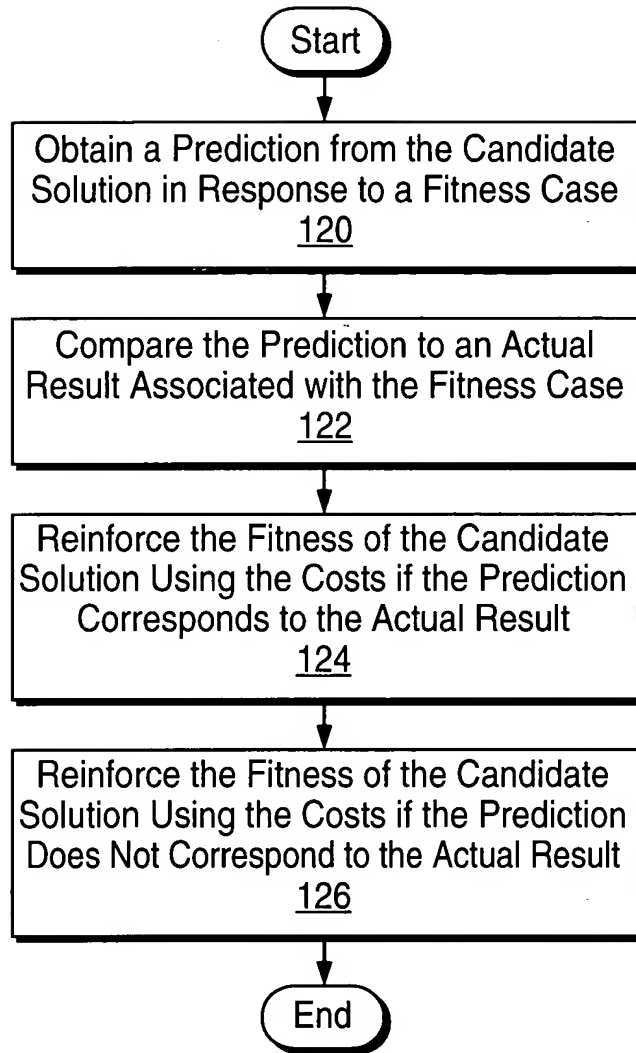 Start
Obtain a Prediction from the Candidate
Solution in Response to a Fitness Case
120
Compare the Prediction to an Actual
Result Associated with the Fitness Case
122
Reinforce the Fitness of the Candidate
Solution Using the Costs if the Prediction
Corresponds to the Actual Result
124
Reinforce the Fitness of the Candidate
Solution Using the Costs if the Prediction
Does Not Correspond to the Actual Result
126
End